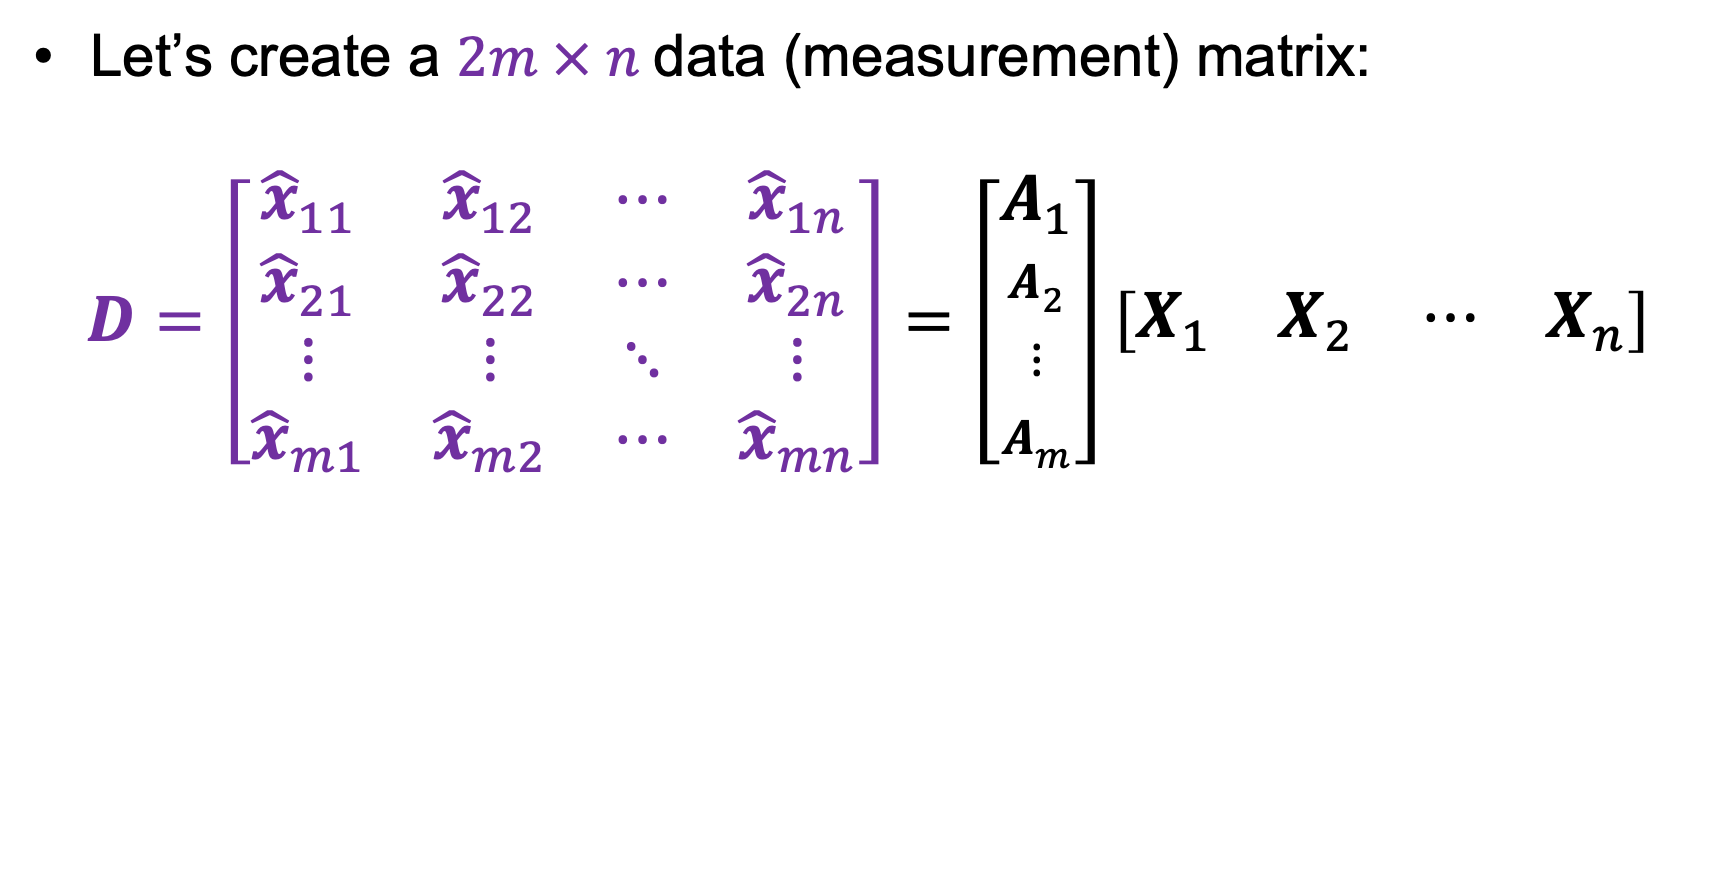 • Let's create a 2m × n data (measurement) matrix:
D = [x̂₁₁ x̂₁₂ ⋯ x̂₁ₙ; x̂₂₁ x̂₂₂ ⋯ x̂₂ₙ; ⋮ ⋮ ⋱ ⋮; x̂ₘ₁ x̂ₘ₂ ⋯ x̂ₘₙ] = [A₁; A₂; ⋮; Aₘ] [X₁ X₂ ⋯ Xₙ]